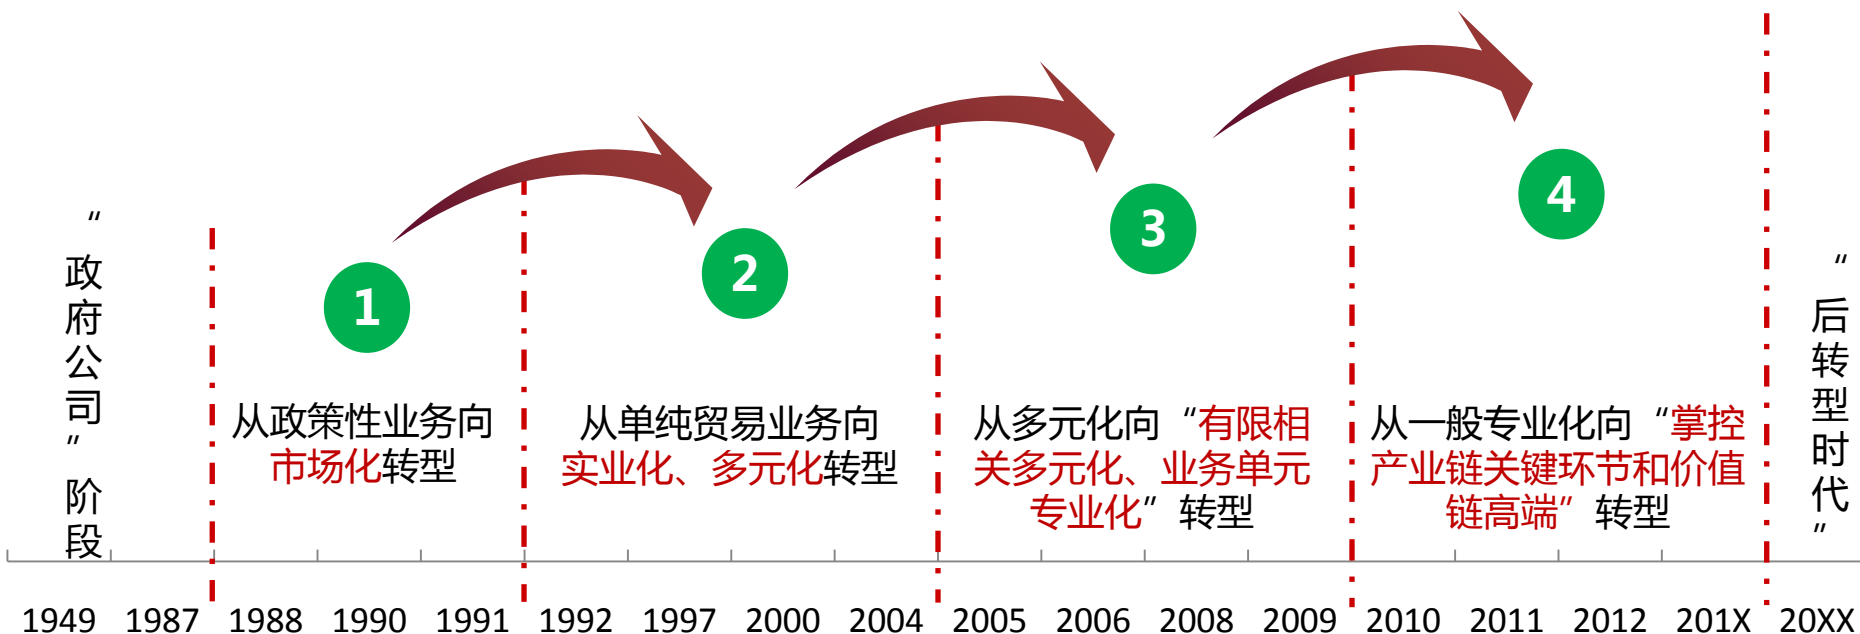 “政府公司”阶段
1
从政策性业务向
市场化转型
2
从单纯贸易业务向
实业化、多元化转型
3
从多元化向“有限相
关多元化、业务单元
专业化”转型
4
从一般专业化向“掌控
产业链关键环节和价值
链高端”转型
“后转型时代”
1949 1987 1988 1990 1991 1992 1997 2000 2004 2005 2006 2008 2009 2010 2011 2012 201X 20XX